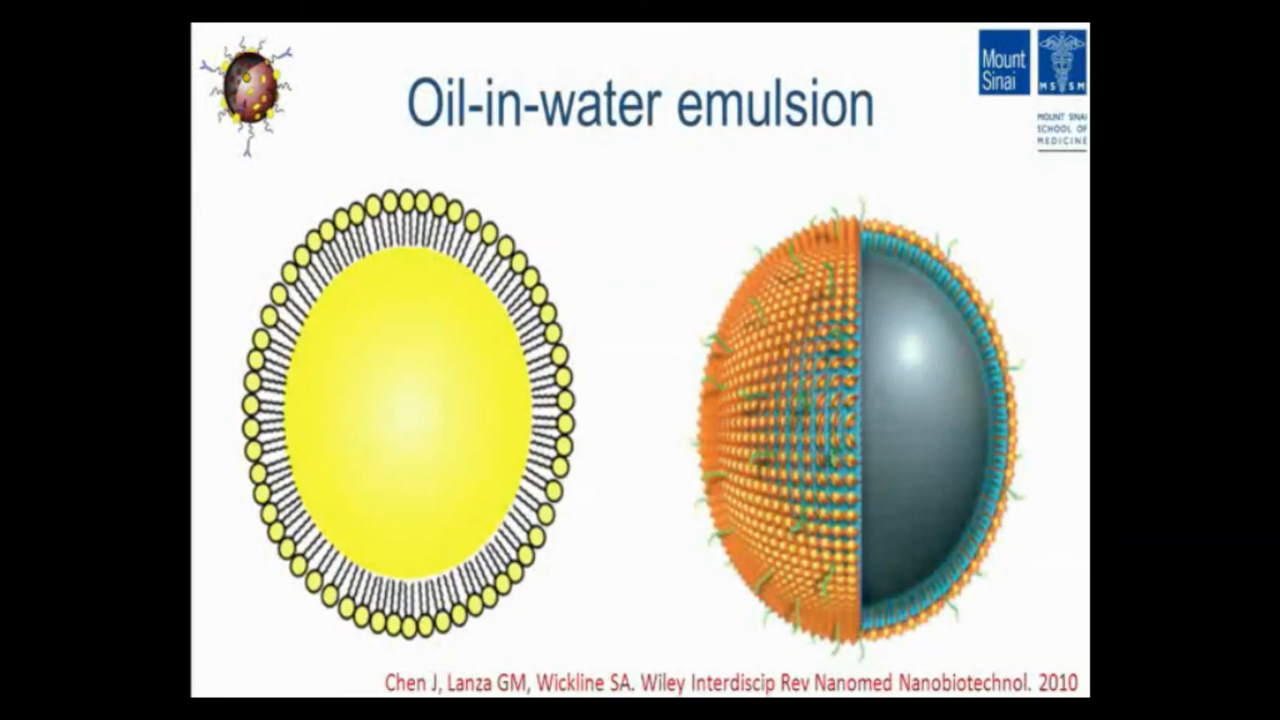 Mount
Sinai
MSSM
MOUNT SINAI
SCHOOL OF
MEDICINE
Oil-in-water emulsion
Chen J, Lanza GM, Wickline SA. Wiley Interdiscip Rev Nanomed Nanobiotechnol. 2010